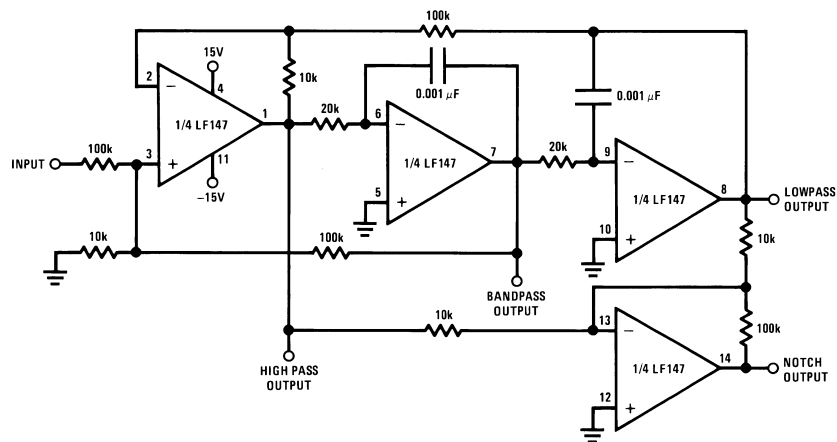 100k
15V
2
4
10k
0.001 µF
−
1
20k
6
−
0.001 µF
1/4 LF147
7
20k
9
−
INPUT
100k
3
+
11
1/4 LF147
−15V
5
+
1/4 LF147
8
LOWPASS
OUTPUT
10k
100k
10
+
10k
BANDPASS
OUTPUT
10k
13
−
100k
14
1/4 LF147
NOTCH
OUTPUT
HIGH PASS
OUTPUT
12
+